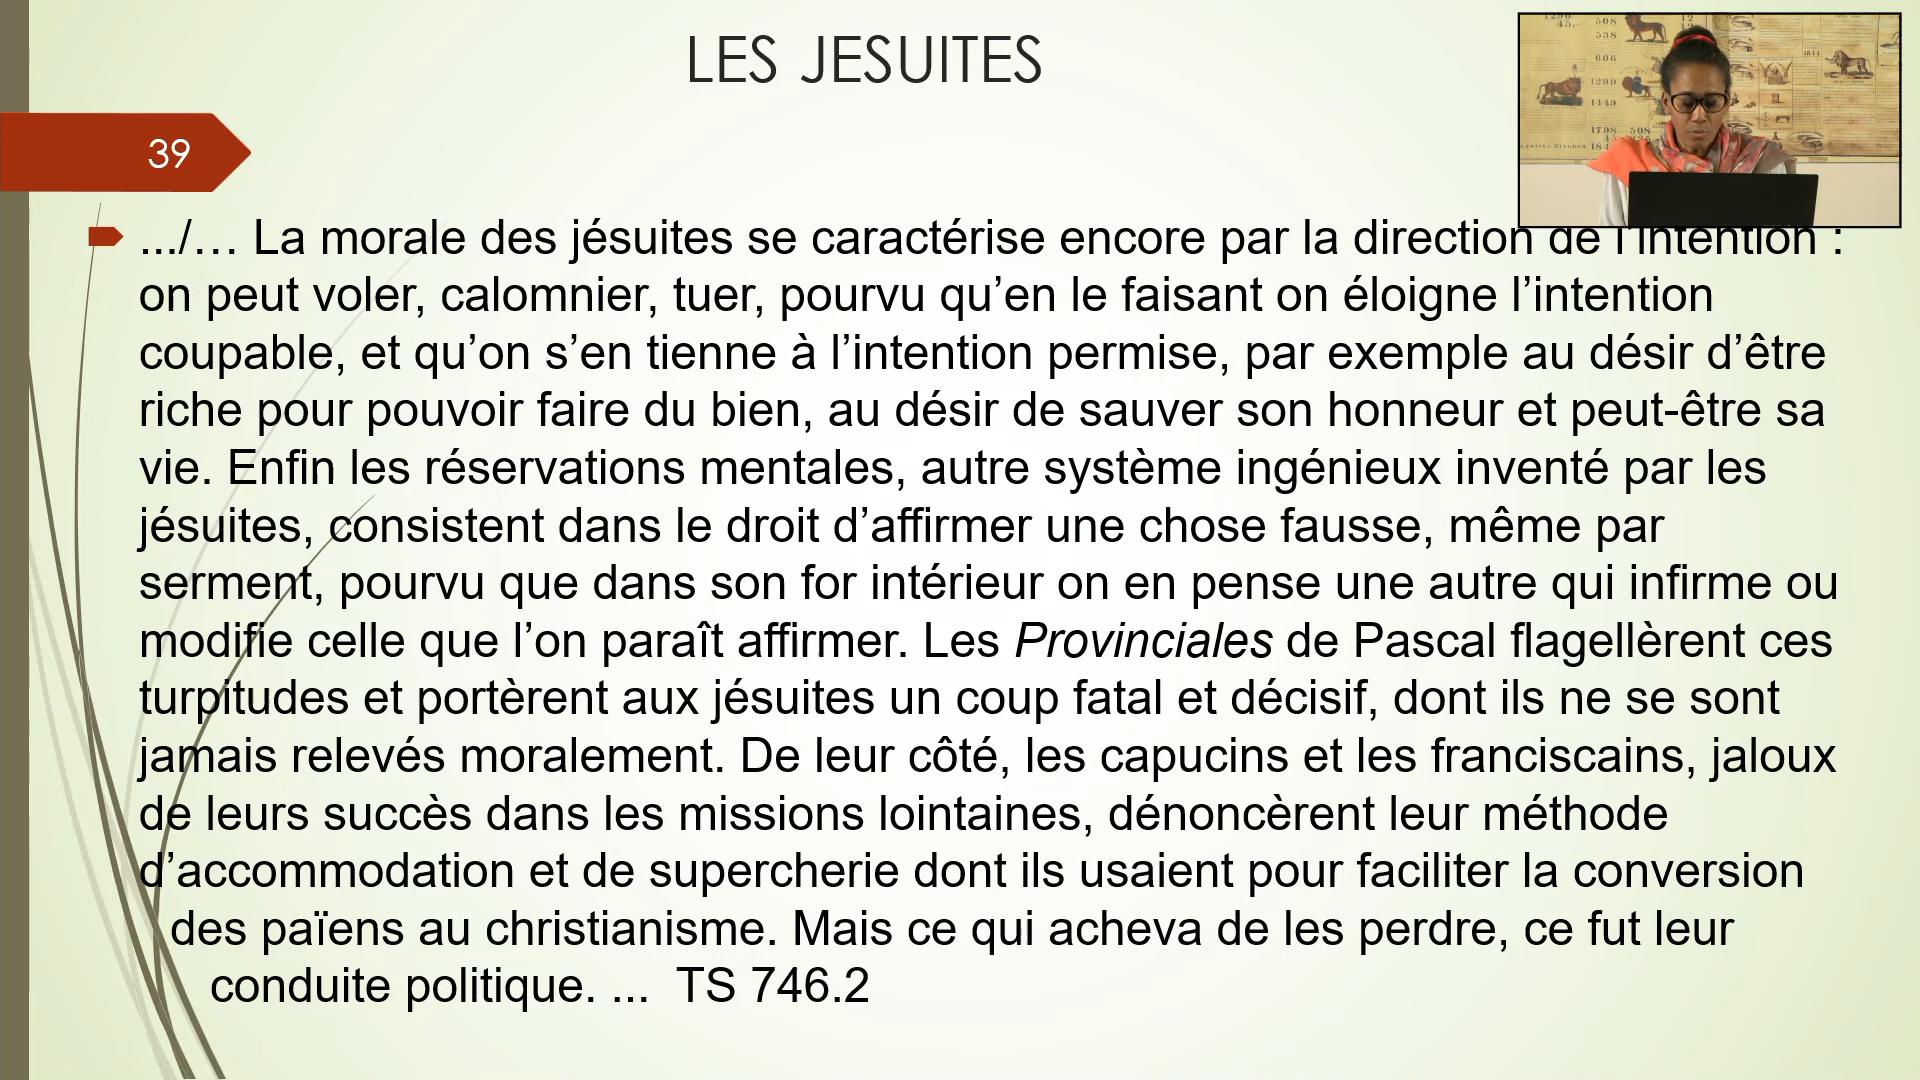 LES JESUITES
39
.../... La morale des jésuites se caractérise encore par la direction de l’intention :
on peut voler, calomnier, tuer, pourvu qu’en le faisant on éloigne l’intention
coupable, et qu’on s’en tienne à l’intention permise, par exemple au désir d’être
riche pour pouvoir faire du bien, au désir de sauver son honneur et peut-être sa
vie. Enfin les réservations mentales, autre système ingénieux inventé par les
jésuites, consistent dans le droit d’affirmer une chose fausse, même par
serment, pourvu que dans son for intérieur on en pense une autre qui infirme ou
modifie celle que l’on paraît affirmer. Les Provinciales de Pascal flagellèrent ces
turpitudes et portèrent aux jésuites un coup fatal et décisif, dont ils ne se sont
jamais relevés moralement. De leur côté, les capucins et les franciscains, jaloux
de leurs succès dans les missions lointaines, dénoncèrent leur méthode
d’accommodation et de supercherie dont ils usaient pour faciliter la conversion
des païens au christianisme. Mais ce qui acheva de les perdre, ce fut leur
conduite politique. ... TS 746.2
508
538
606
1299
1449
1798 508